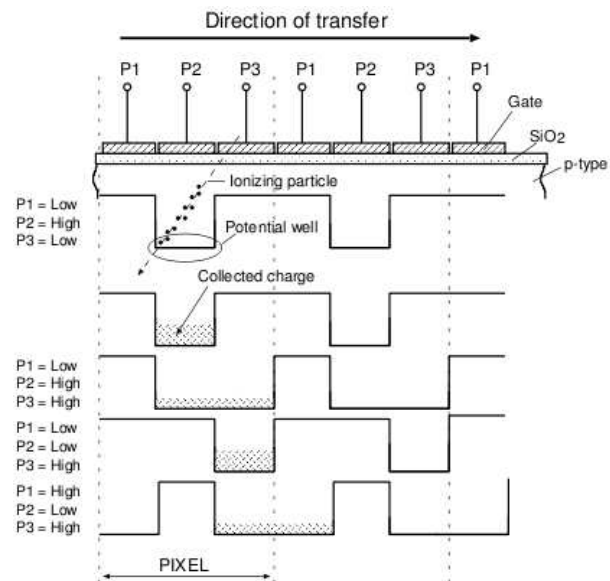 Direction of transfer
P1 P2 P3 P1 P2 P3 P1
Gate
SiO2
p-type
Ionizing particle
P1 = Low
P2 = High
P3 = Low
Potential well
Collected charge
P1 = Low
P2 = High
P3 = High
P1 = Low
P2 = Low
P3 = High
P1 = High
P2 = Low
P3 = High
PIXEL